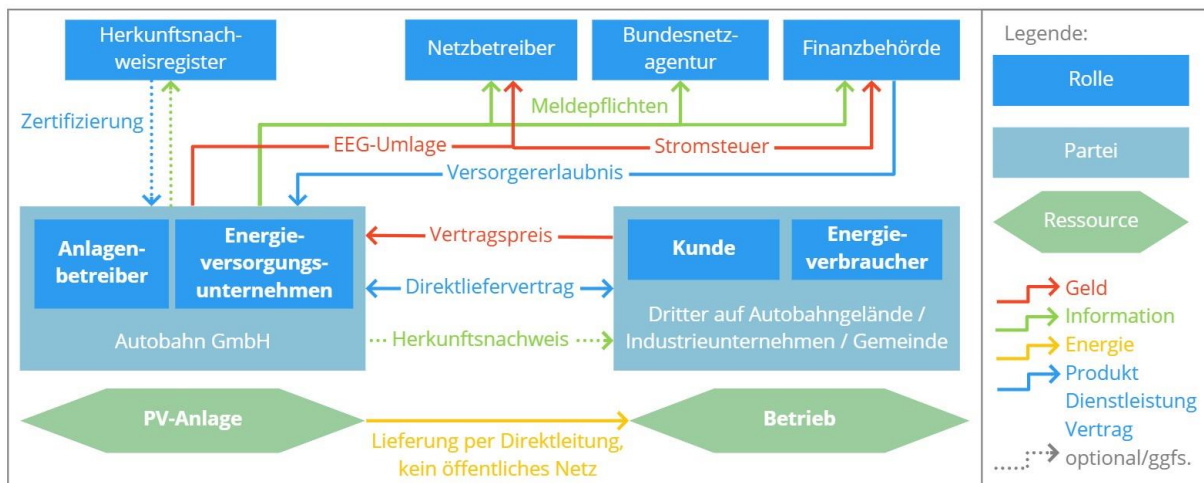 Herkunftsnach-
weisregister
Netzbetreiber
Bundesnetz-
agentur
Finanzbehörde
Zertifizierung
Meldepflichten
EEG-Umlage
Stromsteuer
Versorgererlaubnis
Anlagen-
betreiber
Energie-
versorgungs-
unternehmen
Autobahn GmbH
Vertragspreis
Direktliefervertrag
Herkunftsnachweis
Kunde
Energie-
verbraucher
Dritter auf Autobahngelände /
Industrieunternehmen / Gemeinde
PV-Anlage
Lieferung per Direktleitung,
kein öffentliches Netz
Betrieb
Legende:
Rolle
Partei
Ressource
Geld
Information
Energie
Produkt
Dienstleistung
Vertrag
optional/ggfs.